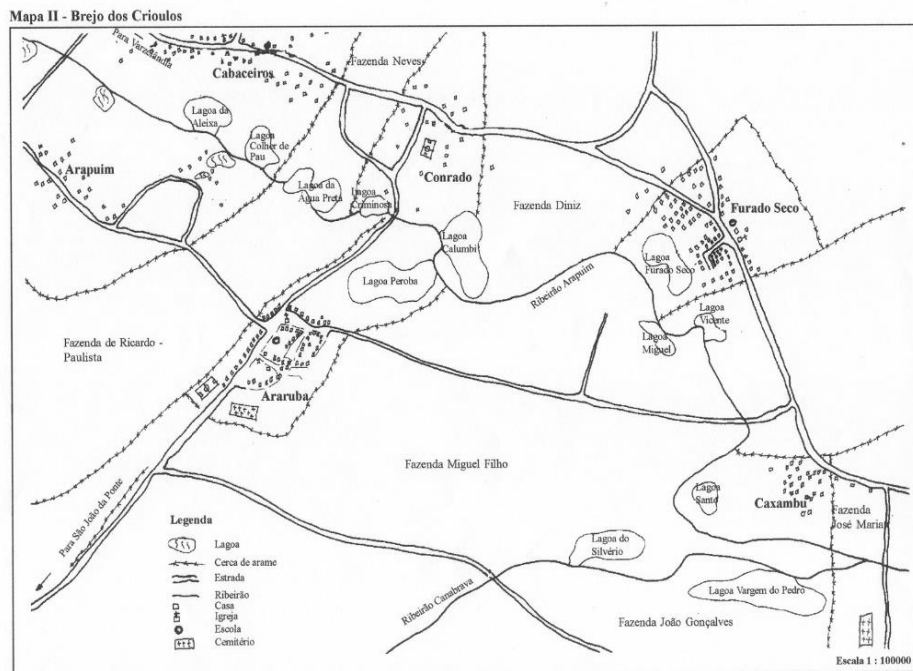 Mapa II - Brejo dos Crioulos
Para Varzelândia
Cabaceiros
Fazenda Neves
Lagoa da
Aleixa
Lagoa
Colher de
Pau
Arapuim
Lagoa da
Agua Preta
Lagoa
Criminosa
Conrado
Fazenda Diniz
Furado Seco
Lagoa
Calumbi
Lagoa
Furado Seco
Lagoa Peroba
Ribeirão Arapuim
Lagoa
Vicente
Lagoa
Miguel
Fazenda de Ricardo -
Paulista
Araruba
Fazenda Miguel Filho
Para São João da Ponte
Lagoa
Santo
Caxambu
Fazenda
José Maria
Legenda
Lagoa
Cerca de arame
Estrada
Ribeirão
Casa
Igreja
Escola
Cemitério
Lagoa do
Silvério
Ribeirão Canabrava
Lagoa Vargem do Pedro
Fazenda João Gonçalves
Escala 1 : 100000